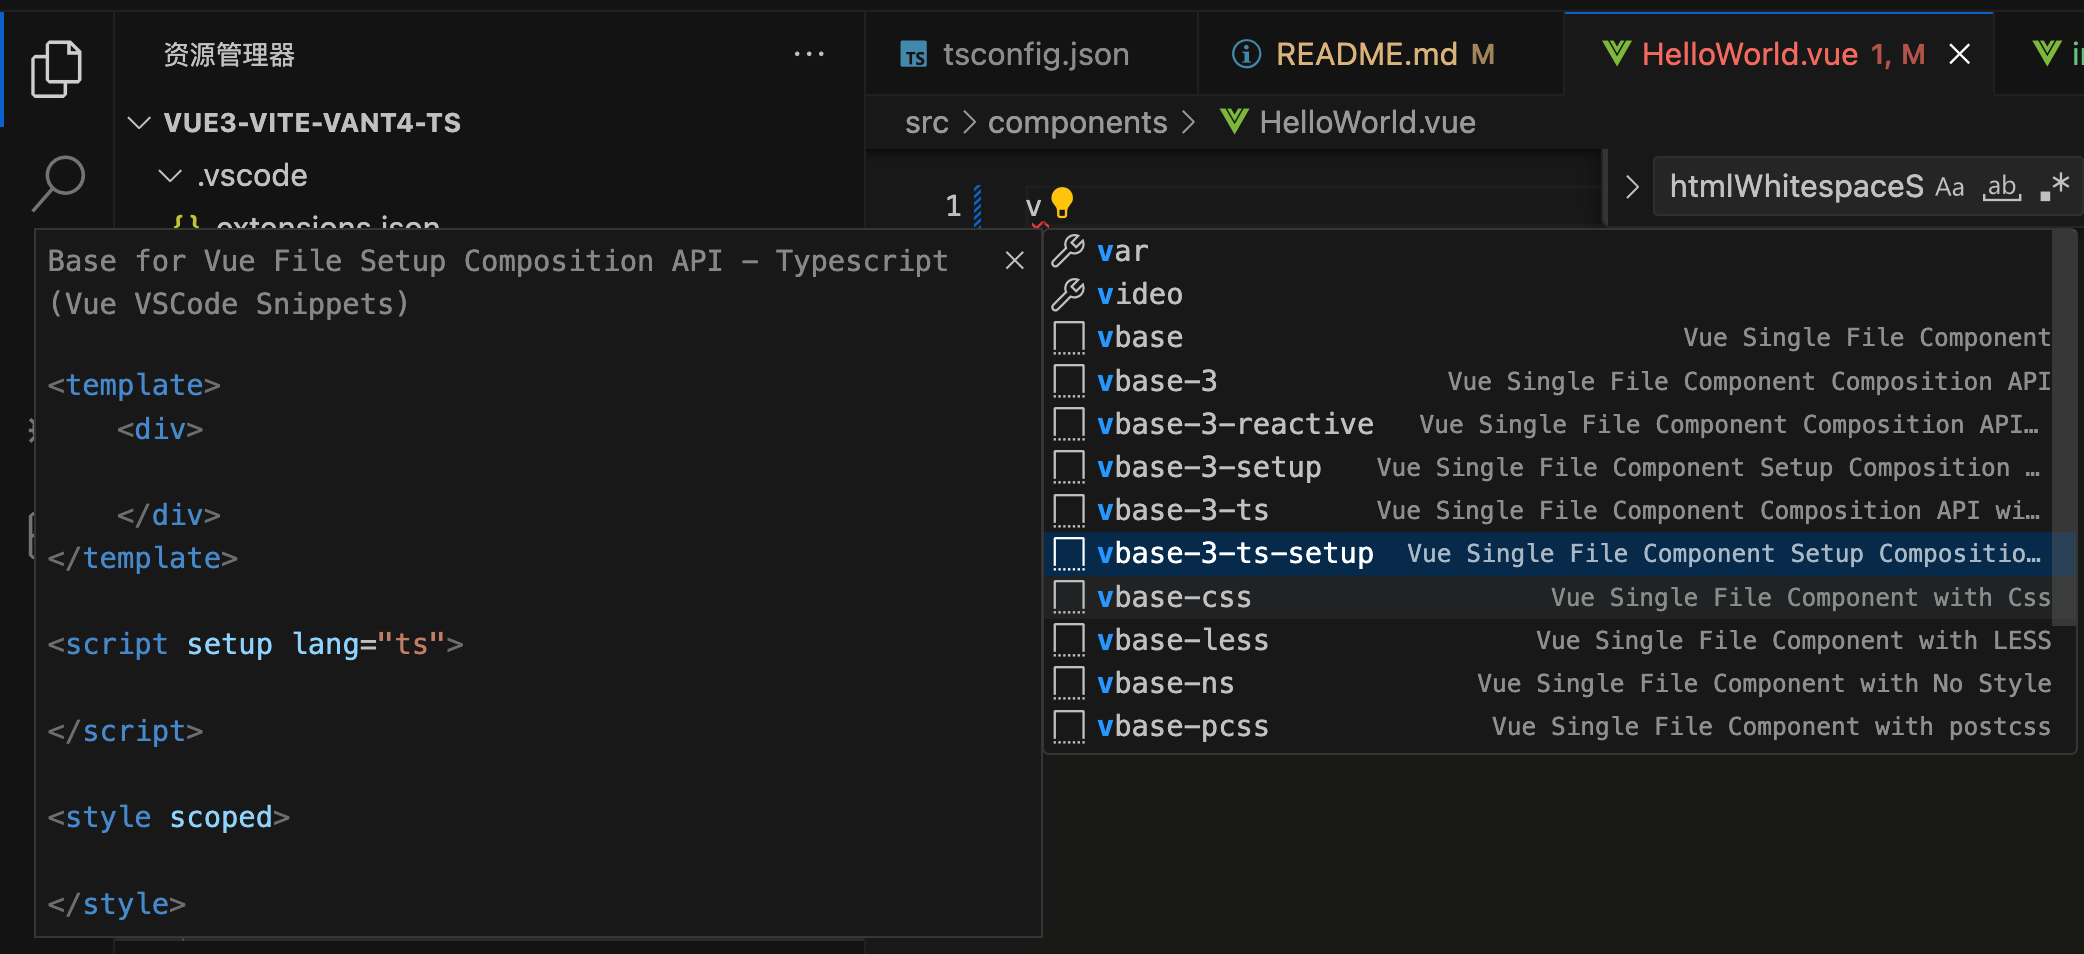 资源管理器
VUE3-VITE-VANT4-TS
.vscode
extensions.json
tsconfig.json
README.md M
HelloWorld.vue 1, M
src > components > HelloWorld.vue
htmlWhitespaceS Aa ab .*
1 v
Base for Vue File Setup Composition API - Typescript
(Vue VSCode Snippets)
<template>
<div>
</div>
</template>
<script setup lang="ts">
</script>
<style scoped>
</style>
var
video
vbase Vue Single File Component
vbase-3 Vue Single File Component Composition API
vbase-3-reactive Vue Single File Component Composition API…
vbase-3-setup Vue Single File Component Setup Composition …
vbase-3-ts Vue Single File Component Composition API wi…
vbase-3-ts-setup Vue Single File Component Setup Compositio…
vbase-css Vue Single File Component with Css
vbase-less Vue Single File Component with LESS
vbase-ns Vue Single File Component with No Style
vbase-pcss Vue Single File Component with postcss